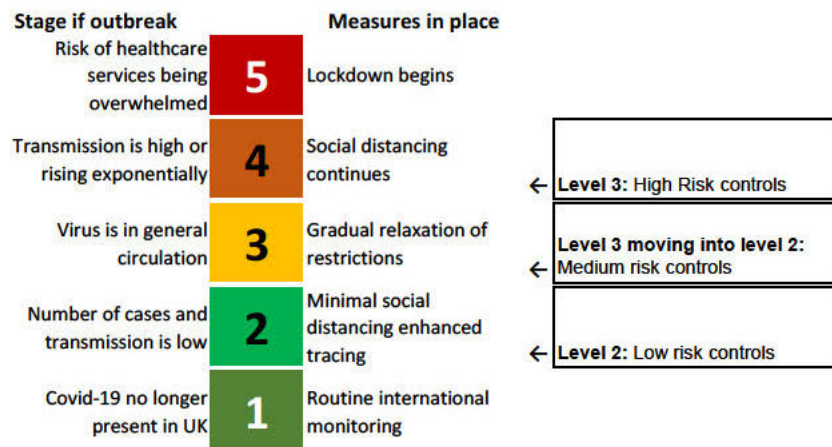 Stage if outbreak
Measures in place
Risk of healthcare
services being
overwhelmed
5
Lockdown begins
Transmission is high or
rising exponentially
4
Social distancing
continues
← Level 3: High Risk controls
Virus is in general
circulation
3
Gradual relaxation of
restrictions
← Level 3 moving into level 2:
Medium risk controls
Number of cases and
transmission is low
2
Minimal social
distancing enhanced
tracing
← Level 2: Low risk controls
Covid-19 no longer
present in UK
1
Routine international
monitoring